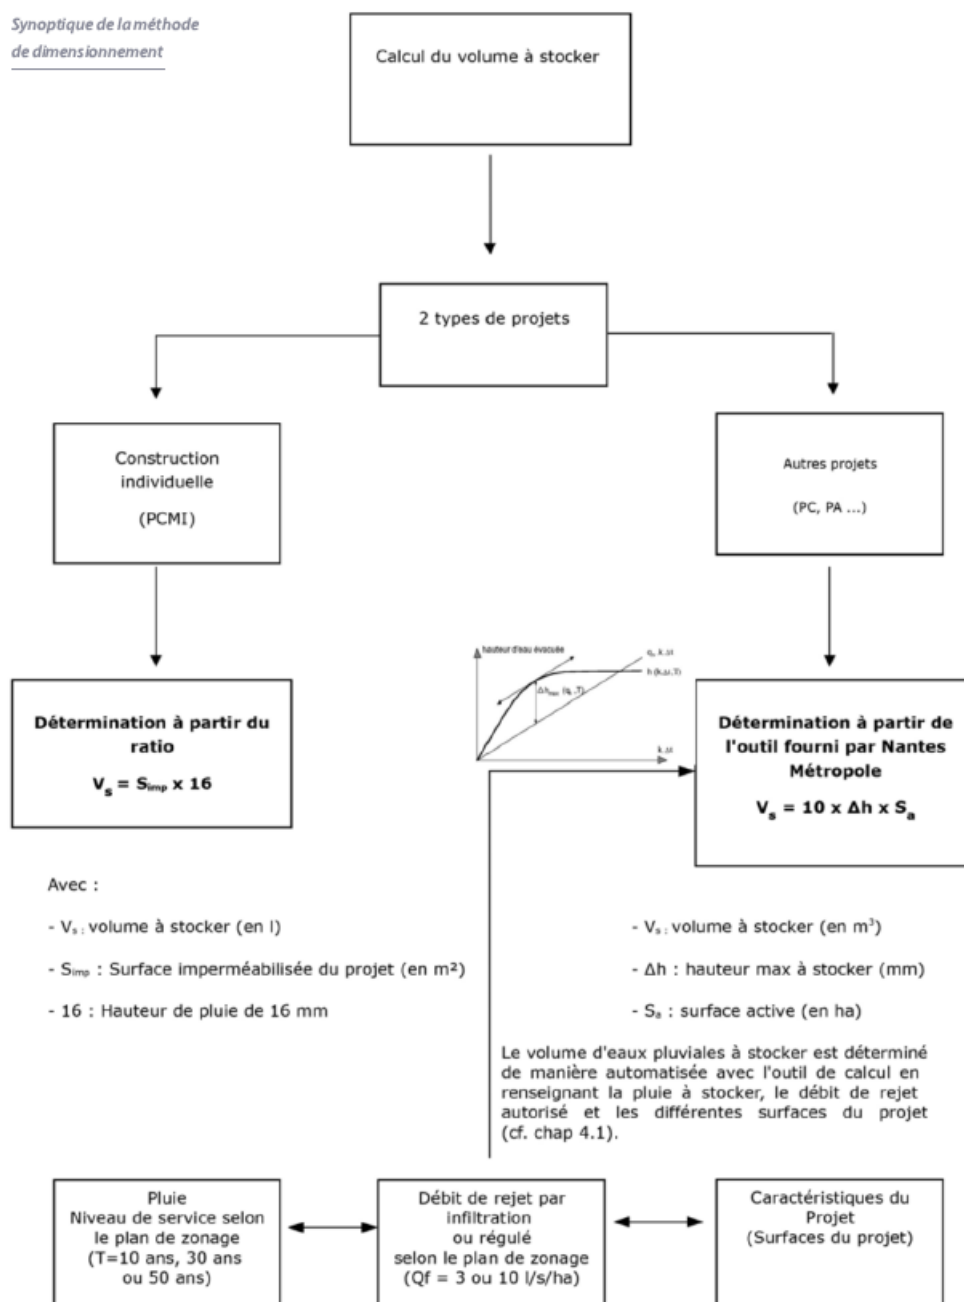 Synoptique de la méthode
de dimensionnement
Calcul du volume à stocker
2 types de projets
Construction
individuelle
(PCMI)
Autres projets
(PC, PA ...)
hauteur d'eau évacuée
qₛ, k.Δt
h (k.Δt,T)
Δhₘₐₓ (qₛ,T)
k.Δt
Détermination à partir du
ratio
Vₛ = Sᵢₘₚ x 16
Détermination à partir de
l'outil fourni par Nantes
Métropole
Vₛ = 10 x Δh x Sₐ
Avec :
- Vₛ : volume à stocker (en l)
- Sᵢₘₚ : Surface imperméabilisée du projet (en m²)
- 16 : Hauteur de pluie de 16 mm
- Vₛ : volume à stocker (en m³)
- Δh : hauteur max à stocker (mm)
- Sₐ : surface active (en ha)
Le volume d'eaux pluviales à stocker est déterminé
de manière automatisée avec l'outil de calcul en
renseignant la pluie à stocker, le débit de rejet
autorisé et les différentes surfaces du projet
(cf. chap 4.1).
Pluie
Niveau de service selon
le plan de zonage
(T=10 ans, 30 ans
ou 50 ans)
Débit de rejet par
infiltration
ou régulé
selon le plan de zonage
(Qf = 3 ou 10 l/s/ha)
Caractéristiques du
Projet
(Surfaces du projet)